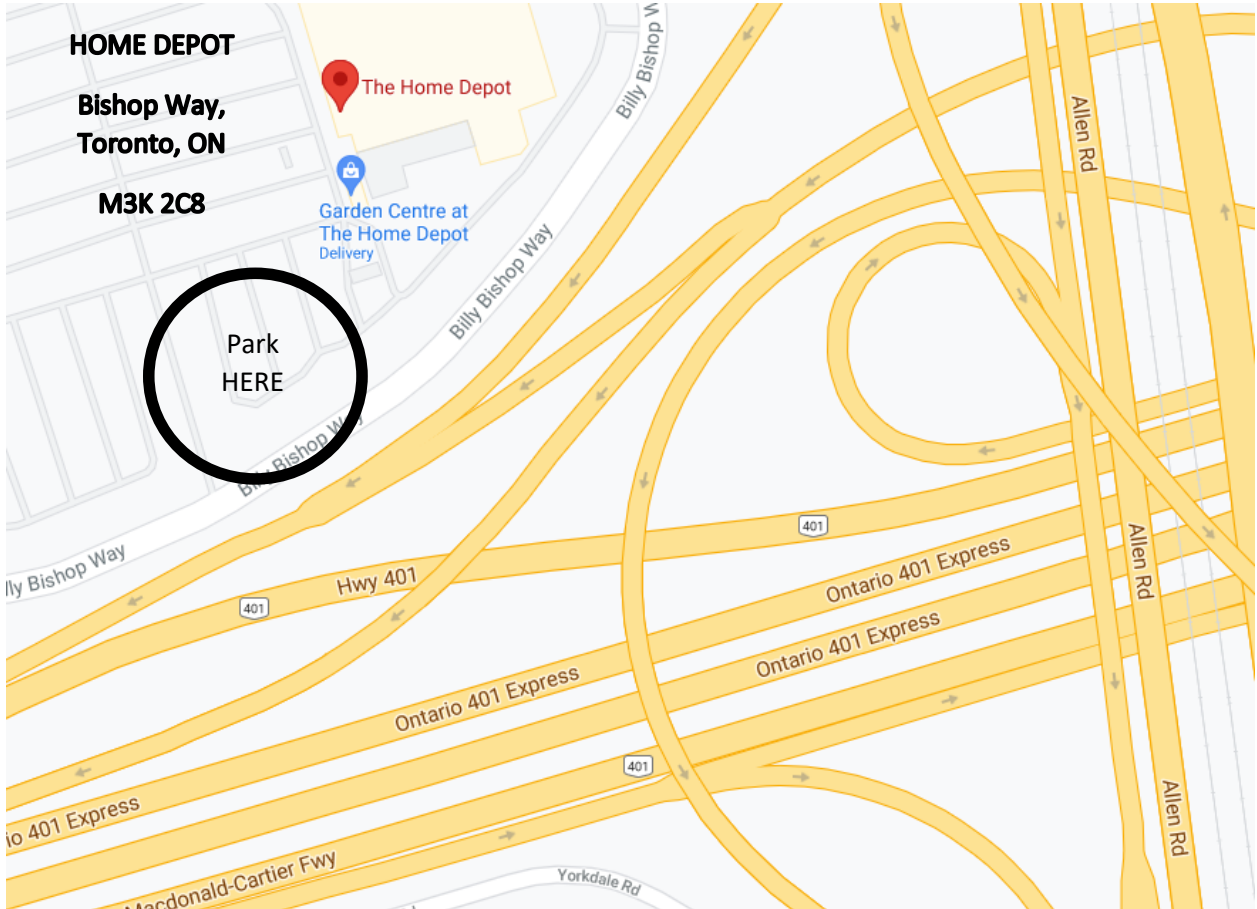 HOME DEPOT
Bishop Way,
Toronto, ON
M3K 2C8
The Home Depot
Garden Centre at
The Home Depot
Delivery
Park
HERE
Billy Bishop W
Billy Bishop Way
Billy Bishop Way
lly Bishop Way
Allen Rd
Allen Rd
Allen Rd
401
Hwy 401
401
Ontario 401 Express
Ontario 401 Express
Ontario 401 Express
401
io 401 Express
Macdonald-Cartier Fwy
Yorkdale Rd